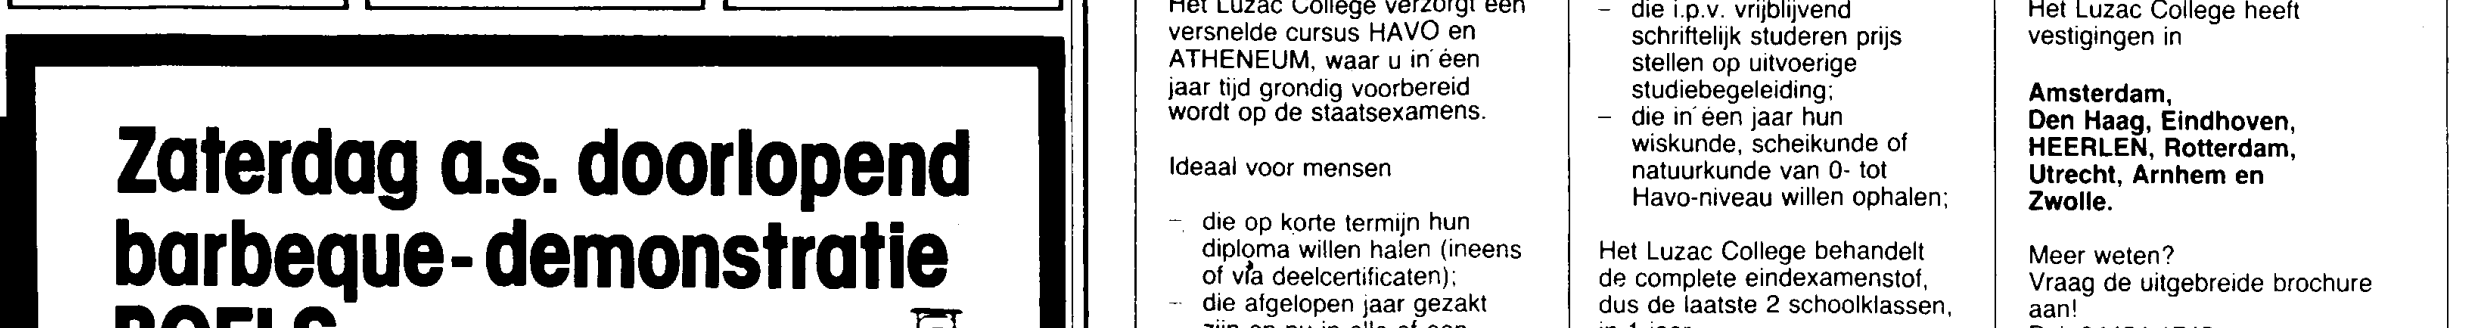 Zaterdag a.s. doorlopend
barbeque-demonstratie
BOELS
Het Luzac College verzorgt een
versnelde cursus HAVO en
ATHENEUM, waar u in één
jaar tijd grondig voorbereid
wordt op de staatsexamens.
Ideaal voor mensen
– die op korte termijn hun
diploma willen halen (ineens
of via deelcertificaten);
– die afgelopen jaar gezakt
– die i.p.v. vrijblijvend
schriftelijk studeren prijs
stellen op uitvoerige
studiebegeleiding;
– die in één jaar hun
wiskunde, scheikunde of
natuurkunde van 0- tot
Havo-niveau willen ophalen;
Het Luzac College behandelt
de complete eindexamenstof,
dus de laatste 2 schoolklassen,
in 1 jaar
Het Luzac College heeft
vestigingen in
Amsterdam,
Den Haag, Eindhoven,
HEERLEN, Rotterdam,
Utrecht, Arnhem en
Zwolle.
Meer weten?
Vraag de uitgebreide brochure
aan!